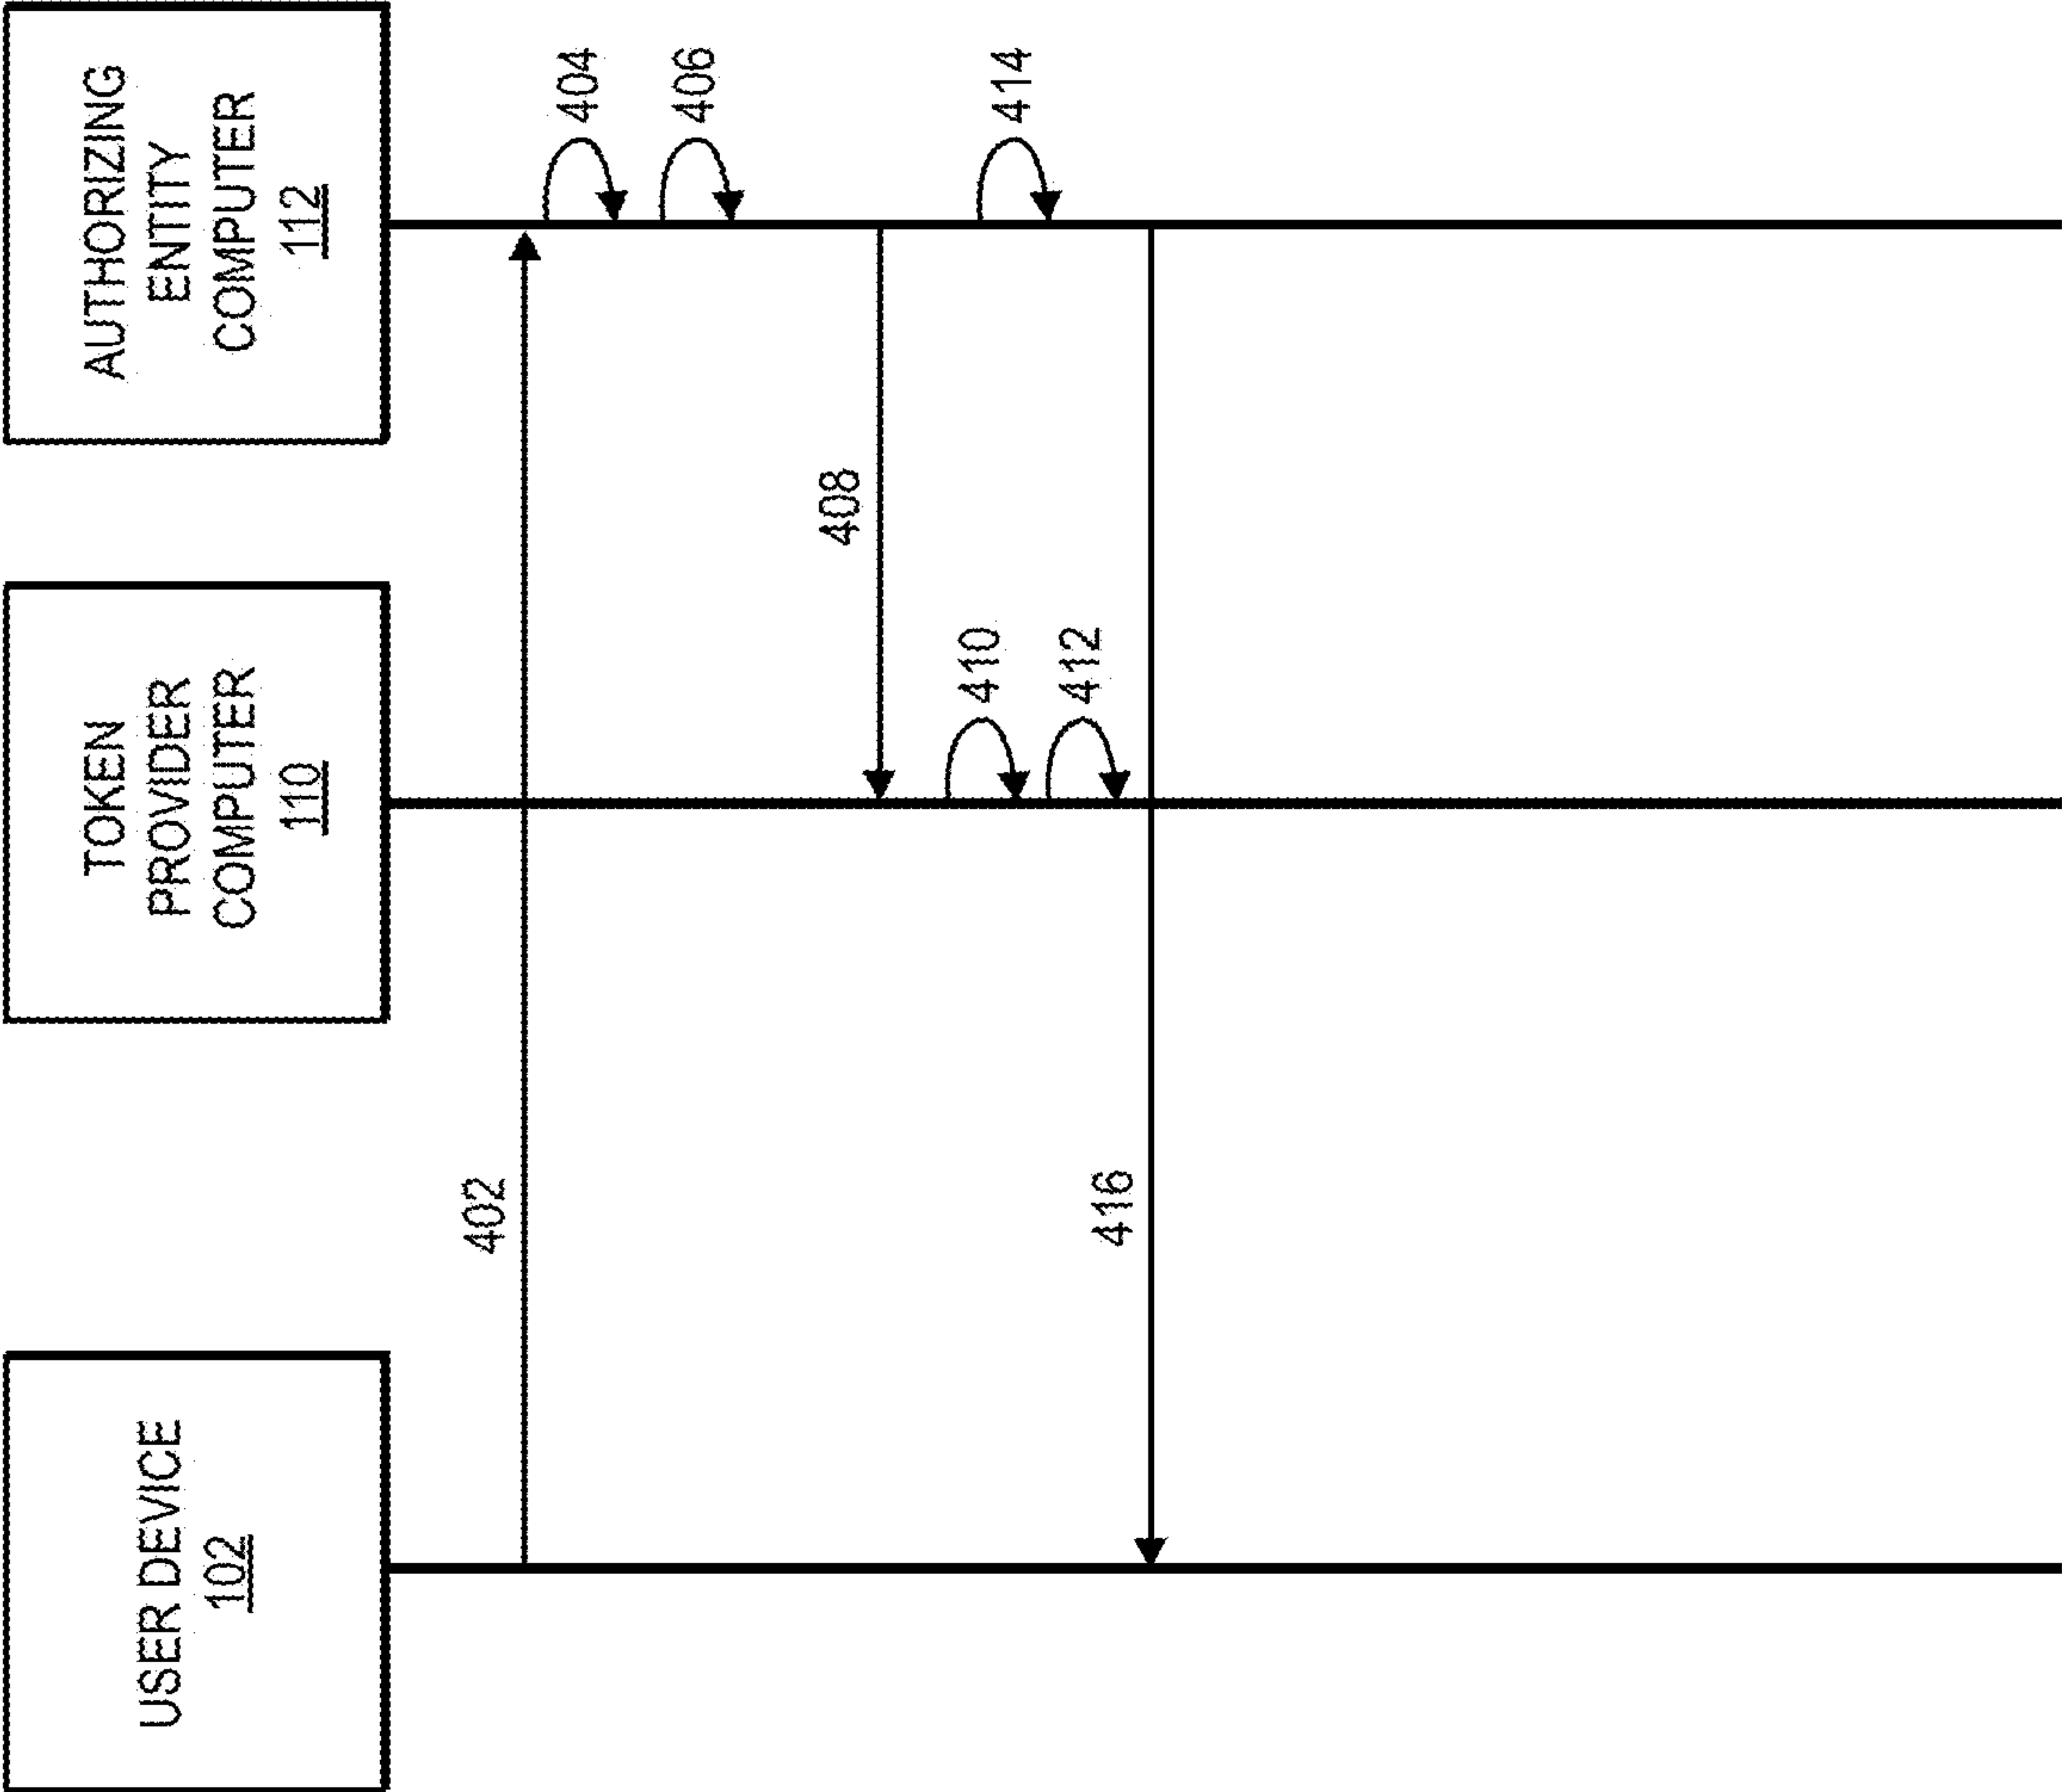 USER DEVICE
102
TOKEN
PROVIDER
COMPUTER
110
AUTHORIZING
ENTITY
COMPUTER
112
402
404
406
408
410
412
414
416